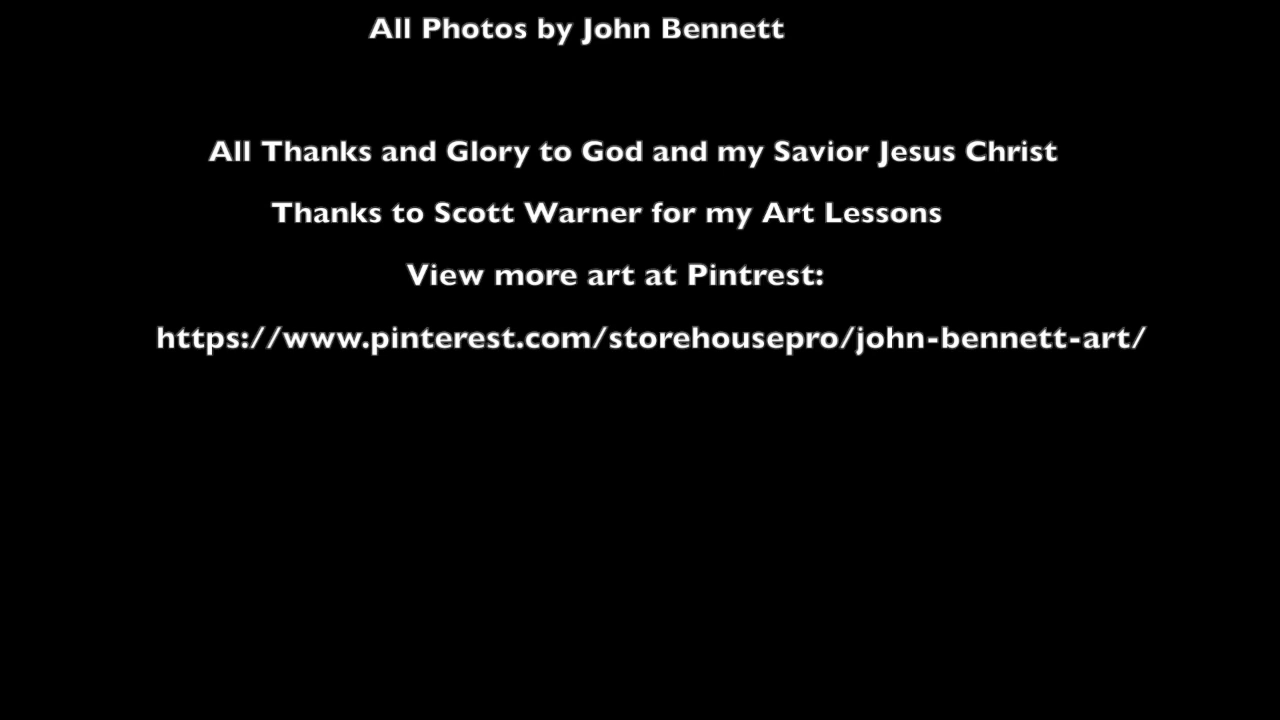 All Photos by John Bennett
All Thanks and Glory to God and my Savior Jesus Christ
Thanks to Scott Warner for my Art Lessons
View more art at Pintrest:
https://www.pinterest.com/storehousepro/john-bennett-art/